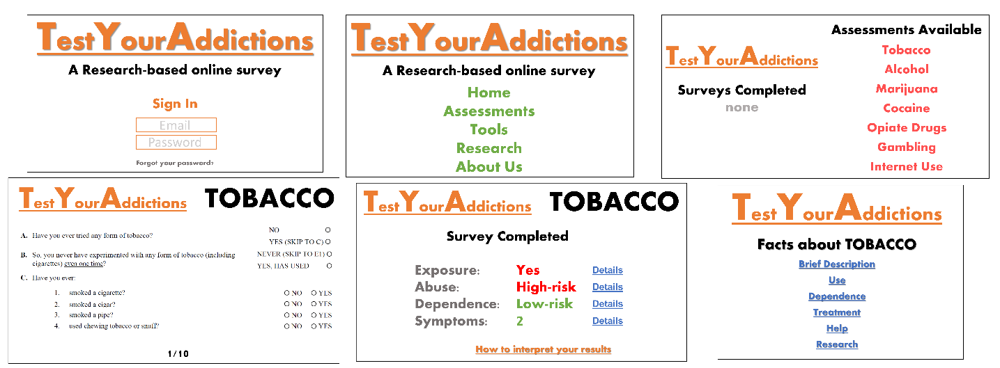 TestYourAddictions
A Research-based online survey
Sign In
Email
Password
Forgot your password?
TestYourAddictions
A Research-based online survey
Home
Assessments
Tools
Research
About Us
TestYourAddictions
Surveys Completed
none
Assessments Available
Tobacco
Alcohol
Marijuana
Cocaine
Opiate Drugs
Gambling
Internet Use
TestYourAddictions TOBACCO
A. Have you ever tried any form of tobacco?
NO
YES (SKIP TO C)
B. So, you never have experimented with any form of tobacco (including
cigarettes) even one time?
NEVER (SKIP TO E1)
YES, HAS USED
C. Have you ever:
1. smoked a cigarette? NO YES
2. smoked a cigar? NO YES
3. smoked a pipe? NO YES
4. used chewing tobacco or snuff? NO YES
1/10
TestYourAddictions TOBACCO
Survey Completed
Exposure: Yes Details
Abuse: High-risk Details
Dependence: Low-risk Details
Symptoms: 2 Details
How to interpret your results
TestYourAddictions
Facts about TOBACCO
Brief Description
Use
Dependence
Treatment
Help
Research